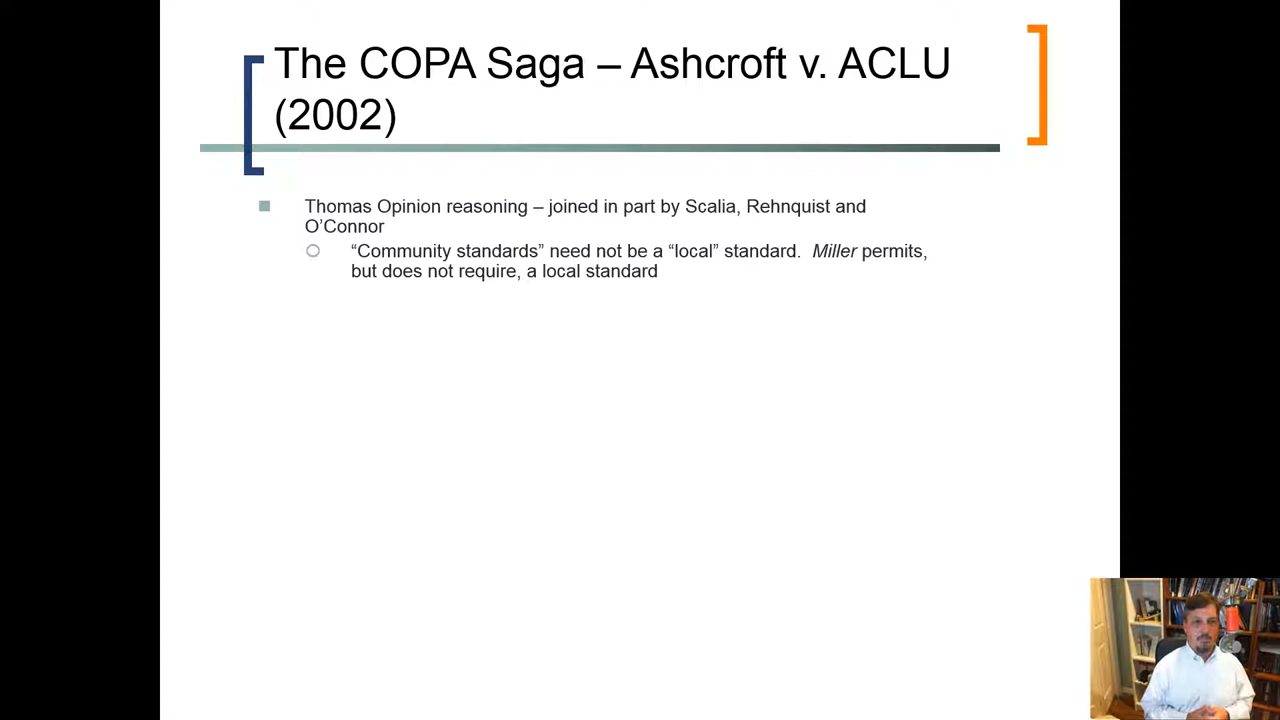 The COPA Saga – Ashcroft v. ACLU
(2002)
Thomas Opinion reasoning – joined in part by Scalia, Rehnquist and
O’Connor
“Community standards” need not be a “local” standard.  Miller permits,
but does not require, a local standard